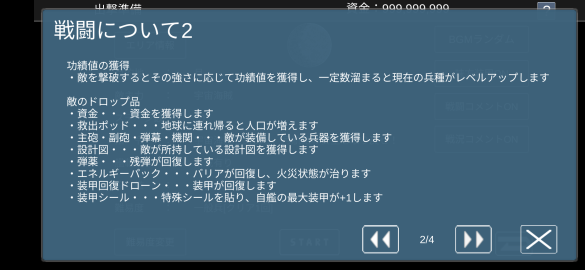 出撃準備
資金：999,999,999
戦闘について2
功績値の獲得
・敵を撃破するとその強さに応じて功績値を獲得し、一定数溜まると現在の兵種がレベルアップします
敵のドロップ品
・資金・・・資金を獲得します
・救出ポッド・・・地球に連れ帰ると人口が増えます
・主砲・副砲・弾幕・機関・・・敵が装備している兵器を獲得します
・設計図・・・敵が所持している設計図を獲得します
・弾薬・・・残弾が回復します
・エネルギーパック・・・バリアが回復し、火災状態が治ります
・装甲回復ドローン・・・装甲が回復します
・装甲シール・・・特殊シールを貼り、自艦の最大装甲が+1します
2/4